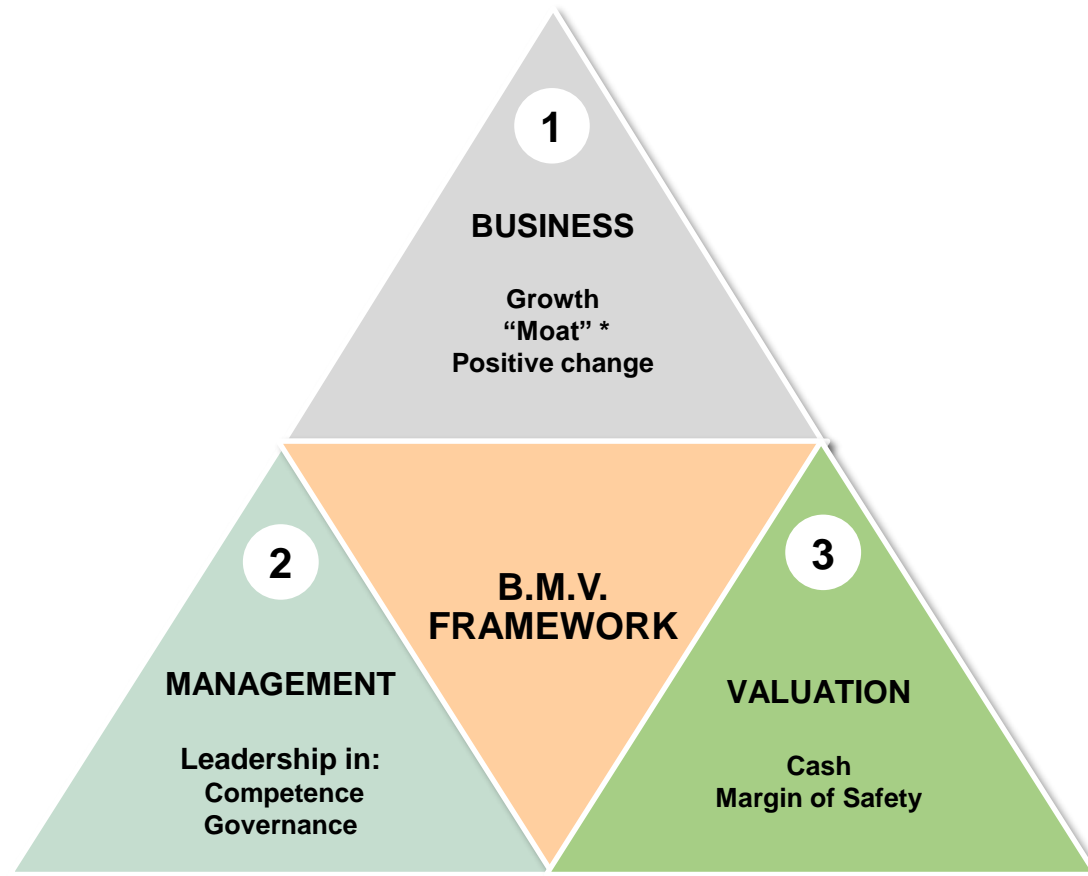 1
BUSINESS
Growth
“Moat” *
Positive change
2
MANAGEMENT
Leadership in:
Competence
Governance
B.M.V.
FRAMEWORK
3
VALUATION
Cash
Margin of Safety